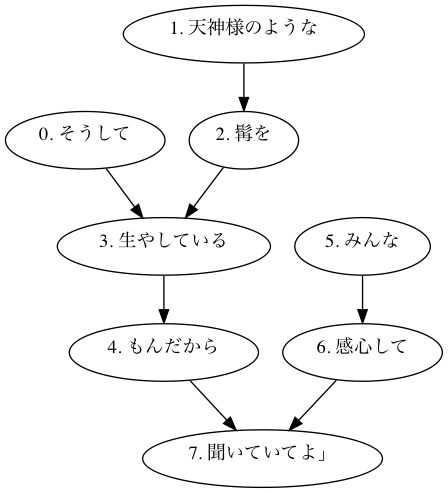 1. 天神様のような
0. そうして
2. 髯を
3. 生やしている
5. みんな
4. もんだから
6. 感心して
7. 聞いていてよ」